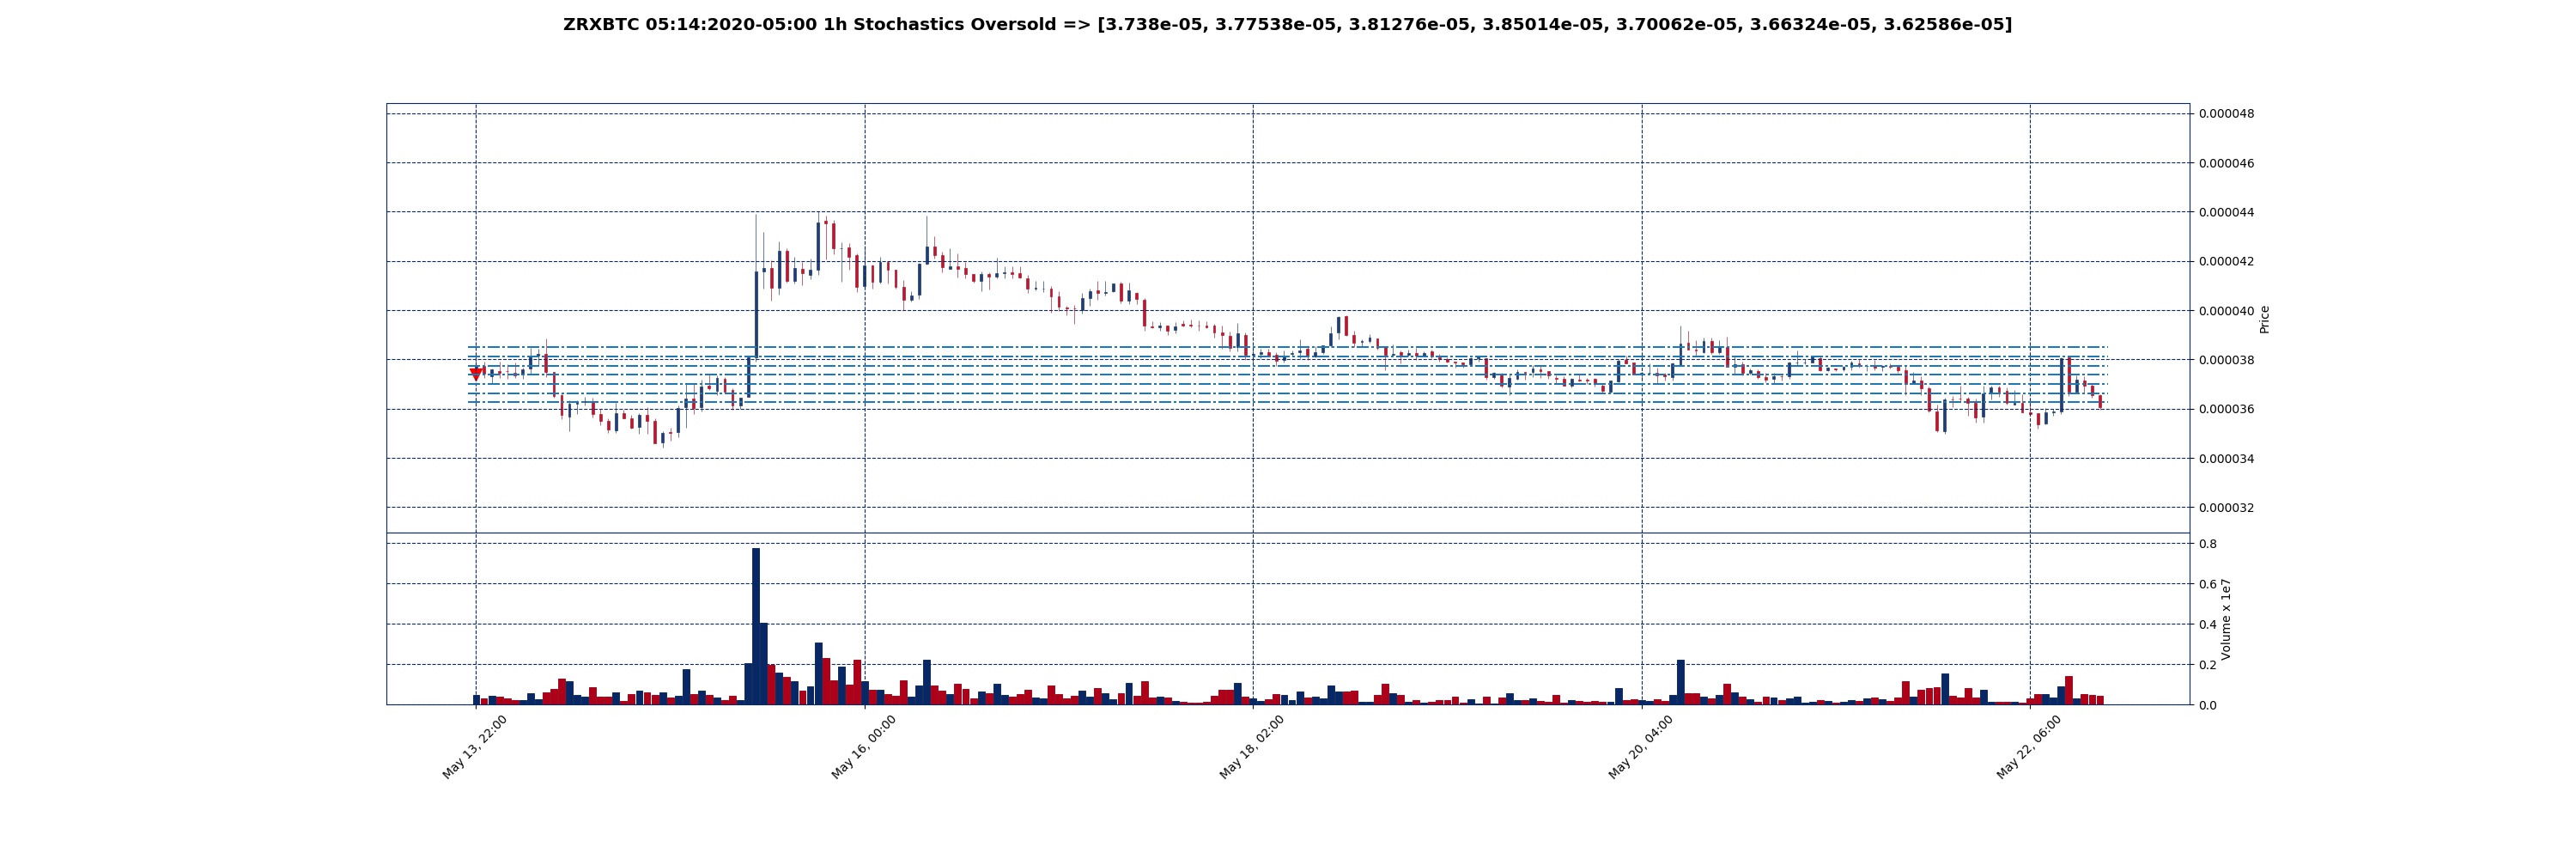 ZRXBTC 05:14:2020-05:00 1h Stochastics Oversold => [3.738e-05, 3.77538e-05, 3.81276e-05, 3.85014e-05, 3.70062e-05, 3.66324e-05, 3.62586e-05]
0.000048
0.000046
0.000044
0.000042
0.000040
0.000038
0.000036
0.000034
0.000032
Price
0.8
0.6
0.4
0.2
0.0
Volume x 1e7
May 13, 22:00
May 16, 00:00
May 18, 02:00
May 20, 04:00
May 22, 06:00